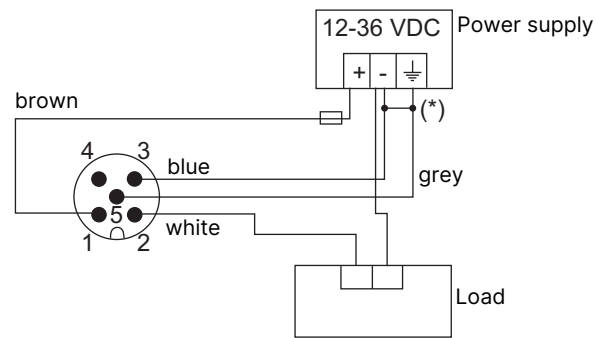 12-36 VDC Power supply
+ -
brown
(*)
4 3
blue
grey
5
white
1 2
Load